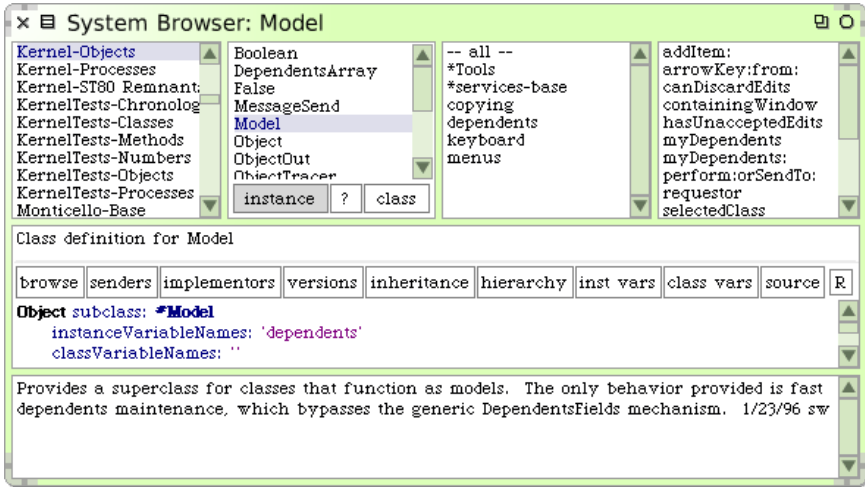 System Browser: Model
Kernel-Objects
Kernel-Processes
Kernel-ST80 Remnant
KernelTests-Chronolog
KernelTests-Classes
KernelTests-Methods
KernelTests-Numbers
KernelTests-Objects
KernelTests-Processes
Monticello-Base
Boolean
DependentsArray
False
MessageSend
Model
Object
ObjectOut
ObjectTracer
instance ? class
-- all --
*Tools
*services-base
copying
dependents
keyboard
menus
addItem:
arrowKey:from:
canDiscardEdits
containingWindow
hasUnacceptedEdits
myDependents
myDependents:
perform:orSendTo:
requestor
selectedClass
Class definition for Model
browse senders implementors versions inheritance hierarchy inst vars class vars source R
Object subclass: #Model
instanceVariableNames: 'dependents'
classVariableNames: ''
Provides a superclass for classes that function as models. The only behavior provided is fast
dependents maintenance, which bypasses the generic DependentsFields mechanism. 1/23/96 sw